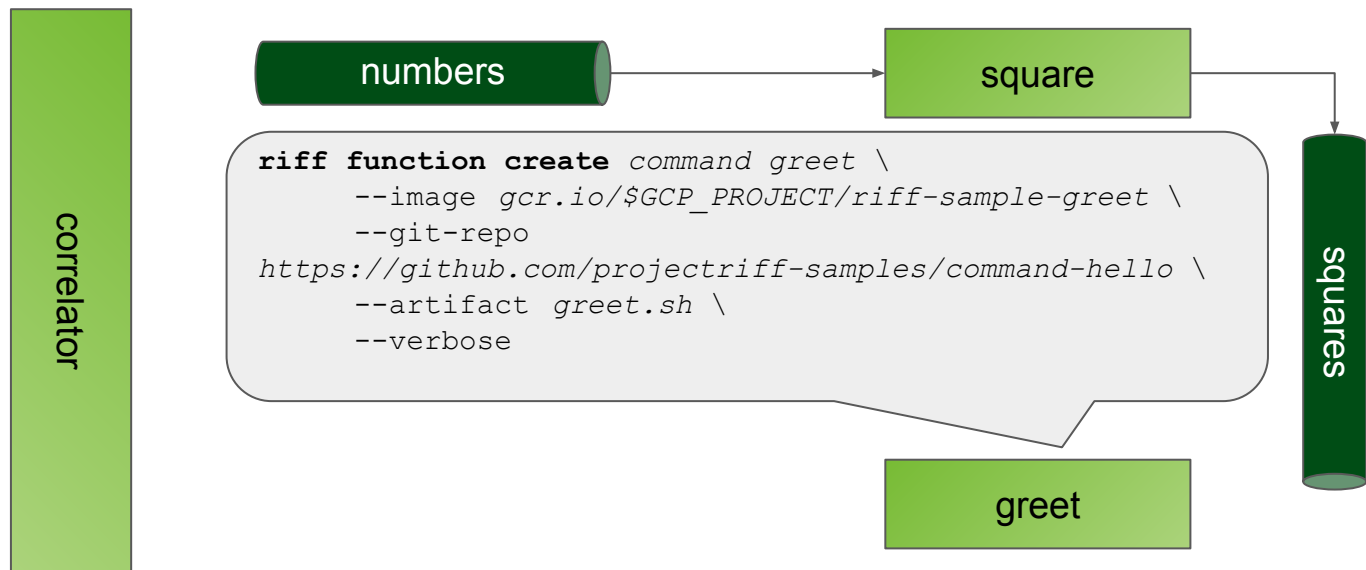 numbers
square
riff function create command greet \
--image gcr.io/$GCP_PROJECT/riff-sample-greet \
--git-repo
https://github.com/projectriff-samples/command-hello \
--artifact greet.sh \
--verbose
correlator
squares
greet